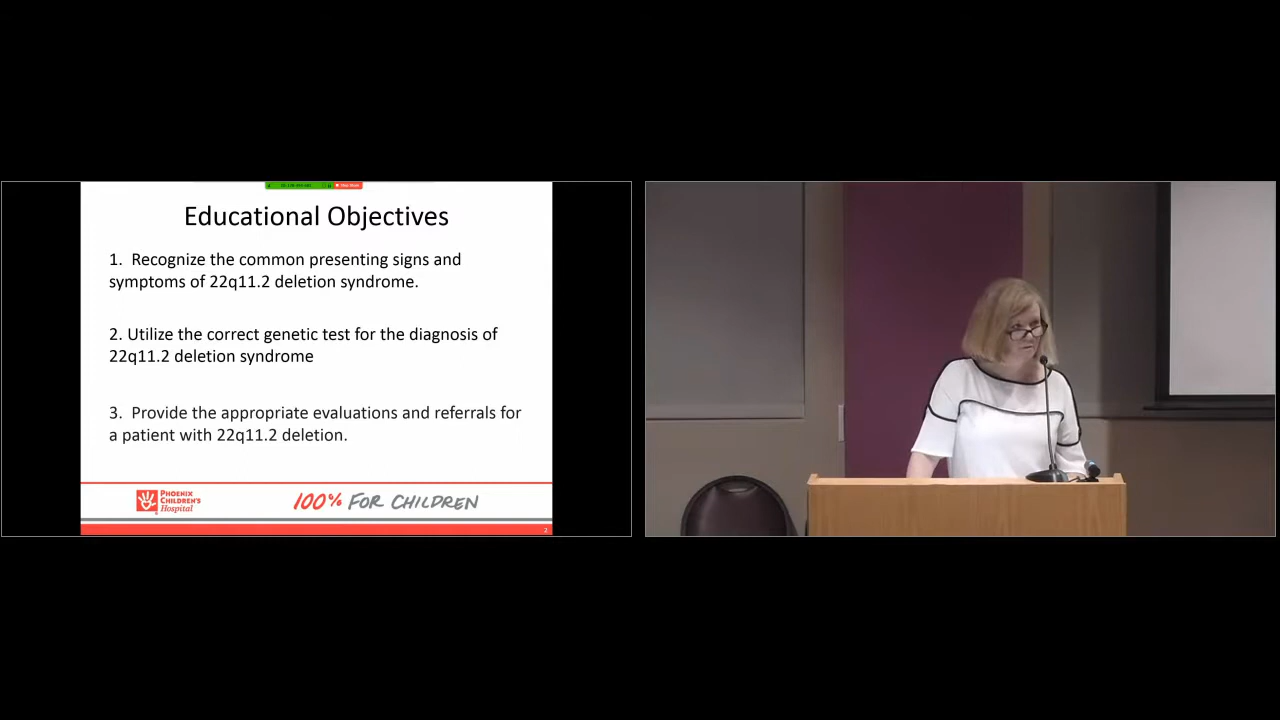 Educational Objectives
1. Recognize the common presenting signs and
symptoms of 22q11.2 deletion syndrome.
2. Utilize the correct genetic test for the diagnosis of
22q11.2 deletion syndrome
3. Provide the appropriate evaluations and referrals for
a patient with 22q11.2 deletion.
PHOENIX
CHILDREN'S
Hospital
100% FOR CHILDREN
2